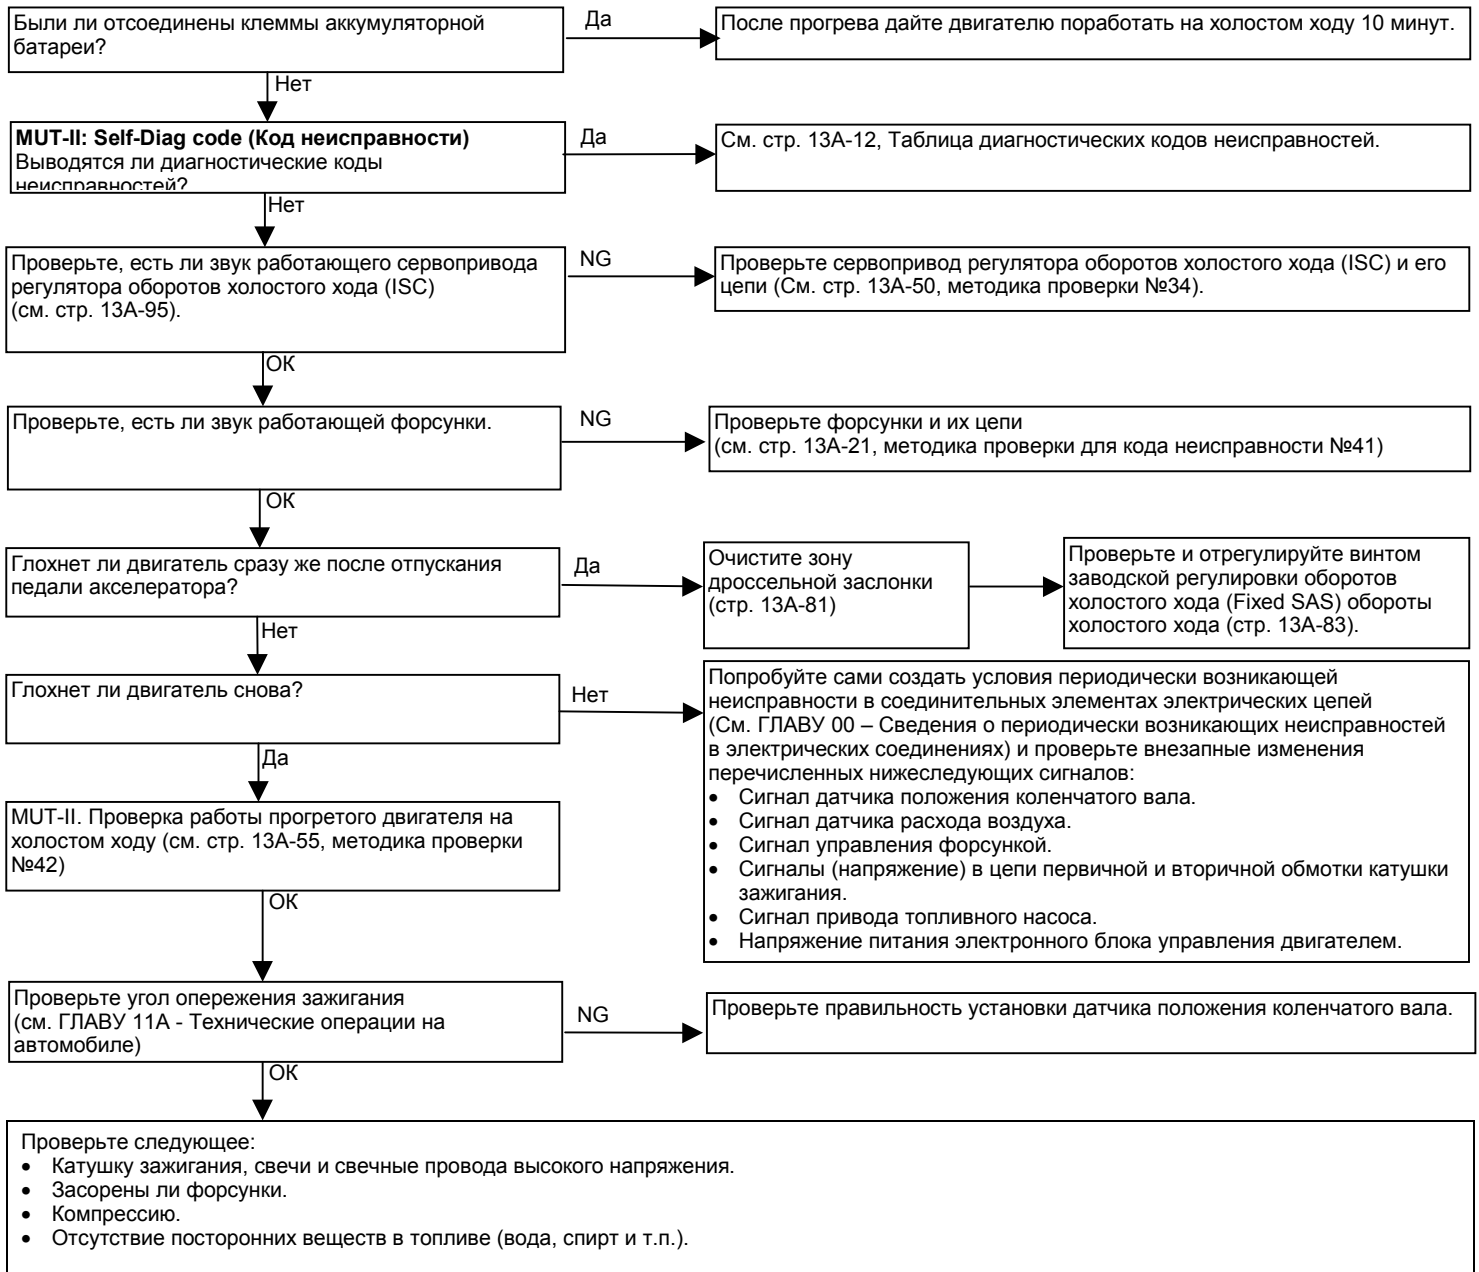 Были ли отсоединены клеммы аккумуляторной
батареи?
Да
После прогрева дайте двигателю поработать на холостом ходу 10 минут.
Нет
MUT-II: Self-Diag code (Код неисправности)
Выводятся ли диагностические коды
неисправностей?
Да
См. стр. 13А-12, Таблица диагностических кодов неисправностей.
Нет
Проверьте, есть ли звук работающего сервопривода
регулятора оборотов холостого хода (ISC)
(см. стр. 13А-95).
NG
Проверьте сервопривод регулятора оборотов холостого хода (ISC) и его
цепи (См. стр. 13А-50, методика проверки №34).
ОК
Проверьте, есть ли звук работающей форсунки.
NG
Проверьте форсунки и их цепи
(см. стр. 13А-21, методика проверки для кода неисправности №41)
ОК
Глохнет ли двигатель сразу же после отпускания
педали акселератора?
Да
Очистите зону
дроссельной заслонки
(стр. 13А-81)
Проверьте и отрегулируйте винтом
заводской регулировки оборотов
холостого хода (Fixed SAS) обороты
холостого хода (стр. 13А-83).
Нет
Глохнет ли двигатель снова?
Нет
Попробуйте сами создать условия периодически возникающей
неисправности в соединительных элементах электрических цепей
(См. ГЛАВУ 00 – Сведения о периодически возникающих неисправностей
в электрических соединениях) и проверьте внезапные изменения
перечисленных нижеследующих сигналов:
• Сигнал датчика положения коленчатого вала.
• Сигнал датчика расхода воздуха.
• Сигнал управления форсункой.
• Сигналы (напряжение) в цепи первичной и вторичной обмотки катушки
зажигания.
• Сигнал привода топливного насоса.
• Напряжение питания электронного блока управления двигателем.
Да
MUT-II. Проверка работы прогретого двигателя на
холостом ходу (см. стр. 13А-55, методика проверки
№42)
ОК
Проверьте угол опережения зажигания
(см. ГЛАВУ 11А - Технические операции на
автомобиле)
NG
Проверьте правильность установки датчика положения коленчатого вала.
ОК
Проверьте следующее:
• Катушку зажигания, свечи и свечные провода высокого напряжения.
• Засорены ли форсунки.
• Компрессию.
• Отсутствие посторонних веществ в топливе (вода, спирт и т.п.).